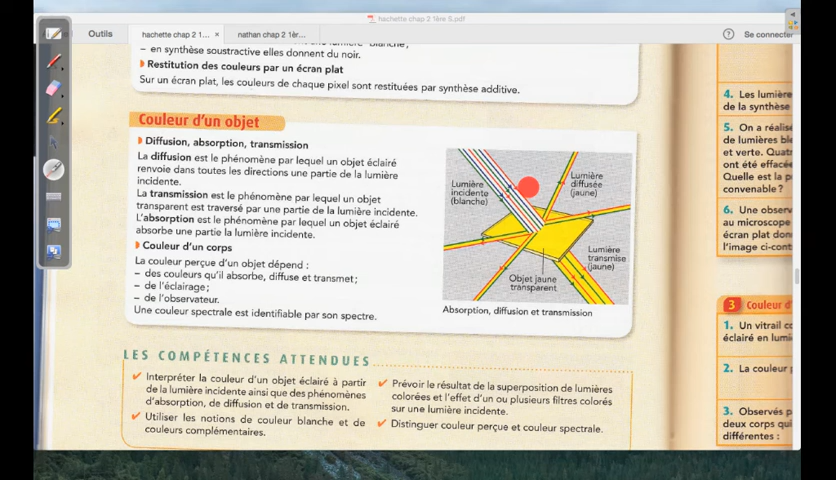 hachette chap 2 1ère S.pdf
Outils
hachette chap 2 1... ×
nathan chap 2 1èr...
?
Se connecter
– en synthèse soustractive elles donnent du noir.
Restitution des couleurs par un écran plat
Sur un écran plat, les couleurs de chaque pixel sont restituées par synthèse additive.
Couleur d'un objet
Diffusion, absorption, transmission
La diffusion est le phénomène par lequel un objet éclairé
renvoie dans toutes les directions une partie de la lumière
incidente.
La transmission est le phénomène par lequel un objet
transparent est traversé par une partie de la lumière incidente.
L'absorption est le phénomène par lequel un objet éclairé
absorbe une partie la lumière incidente.
Couleur d'un corps
La couleur perçue d'un objet dépend :
– des couleurs qu'il absorbe, diffuse et transmet;
– de l'éclairage;
– de l'observateur.
Une couleur spectrale est identifiable par son spectre.
Lumière
incidente
(blanche)
Lumière
diffusée
(jaune)
Lumière
transmise
(jaune)
Objet jaune
transparent
Absorption, diffusion et transmission
LES COMPÉTENCES ATTENDUES
Interpréter la couleur d'un objet éclairé à partir
de la lumière incidente ainsi que des phénomènes
d'absorption, de diffusion et de transmission.
Utiliser les notions de couleur blanche et de
couleurs complémentaires.
Prévoir le résultat de la superposition de lumières
colorées et l'effet d'un ou plusieurs filtres colorés
sur une lumière incidente.
Distinguer couleur perçue et couleur spectrale.
4. Les lumière
de la synthèse
5. On a réalisé
de lumières ble
et verte. Quatr
ont été effacée
Quelle est la p
convenable ?
6. Une observ
au microscope
écran plat don
l'image ci-cont
3 Couleur d'
1. Un vitrail co
éclairé en lumi
2. La couleur
3. Observés p
deux corps qui
différentes :